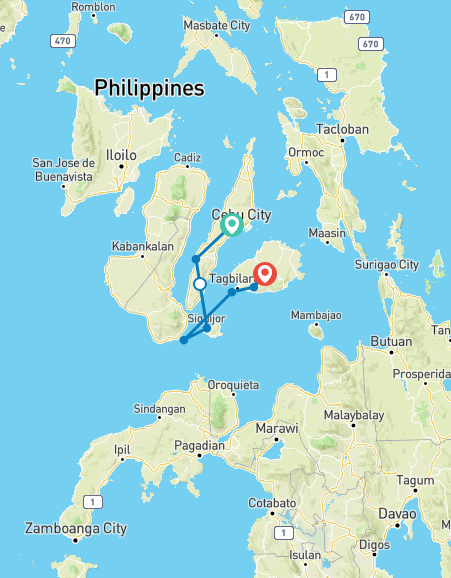 Romblon
Masbate City
670
470
670
1
Philippines
Tacloban
Iloilo
Cadiz
Ormoc
San Jose de
Buenavista
Cebu City
Maasin
Kabankalan
Surigao City
Tagbilaran
Siquijor
Mambajao
Butuan
Tan
Prosperida
Oroquieta
Sindangan
Malaybalay
Marawi
Ipil
Pagadian
Tagum
1
Cotabato
Davao
Zamboanga City
1
M
Digos
Isulan